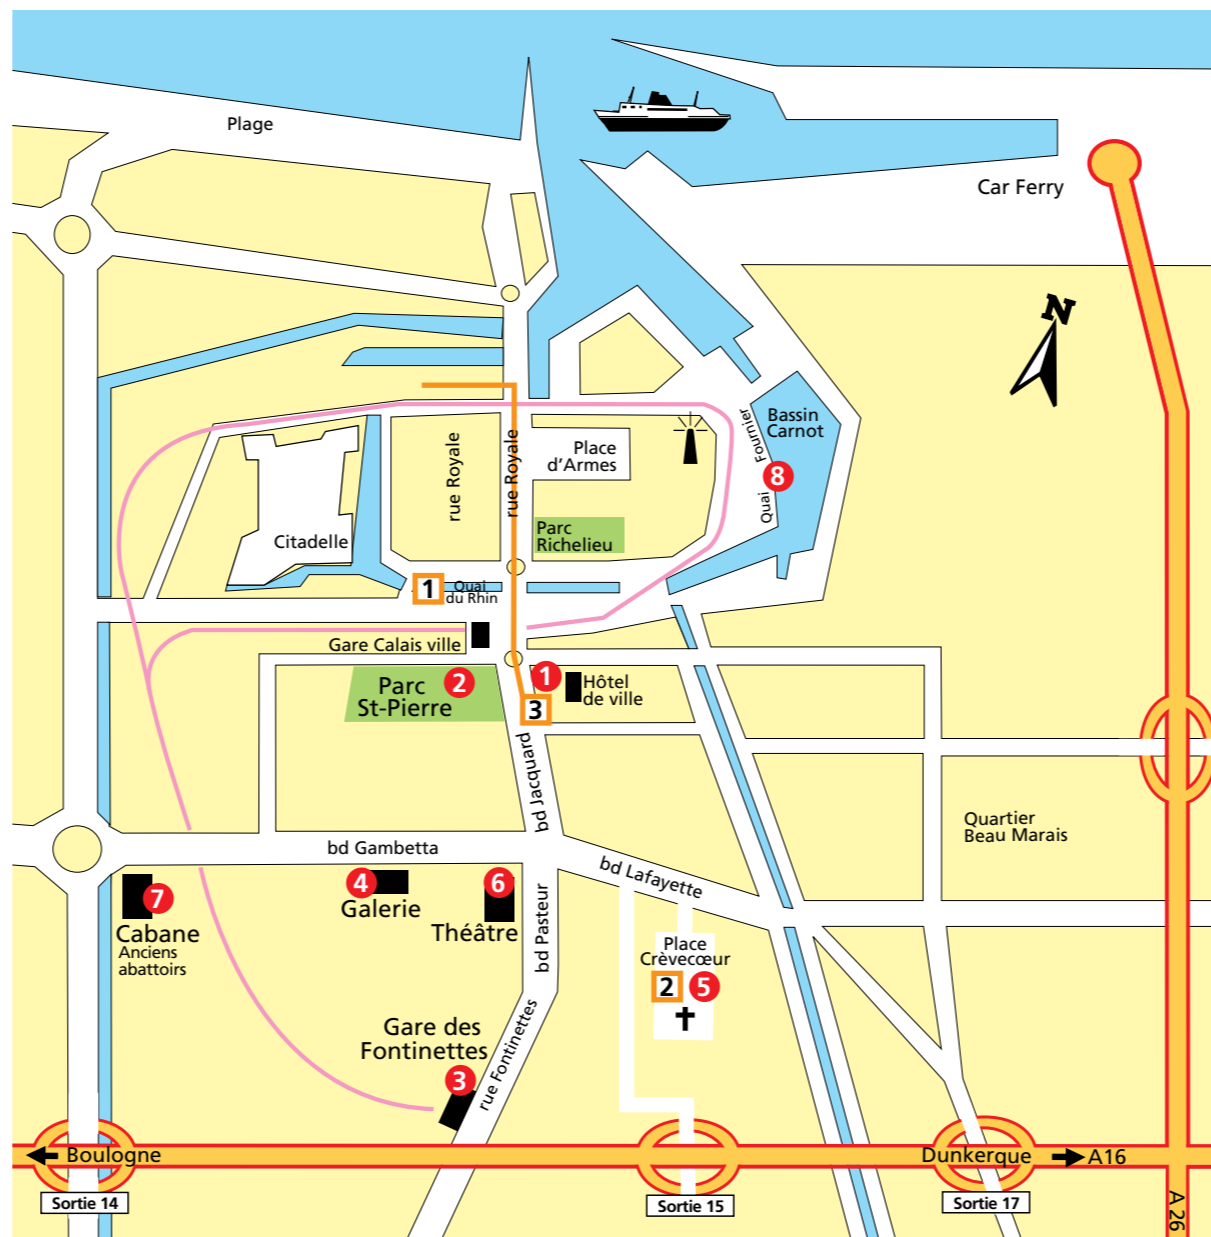 Plage
Car Ferry
N
Bassin
Carnot
Quai Fournier
8
rue Royale
rue Royale
Place
d'Armes
Parc
Richelieu
Citadelle
1
Quai
du Rhin
Gare Calais ville
Parc
St-Pierre
2
1
Hôtel
de ville
3
bd Jacquard
Quartier
Beau Marais
bd Gambetta
bd Lafayette
7
Cabane
Anciens
abattoirs
4
Galerie
6
Théâtre
bd Pasteur
Place
Crèvecœur
2
5
Gare des
Fontinettes
3
rue Fontinettes
Boulogne
Dunkerque
A16
Sortie 14
Sortie 15
Sortie 17
A 26